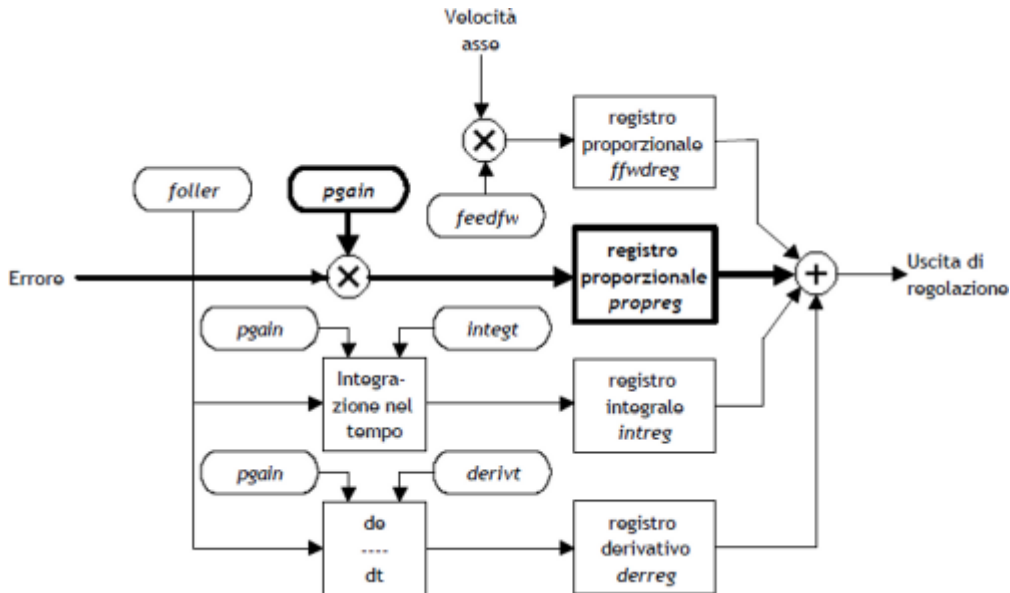 Velocità
asse
registro
proporzionale
ffwdreg
foller
pgain
feedfw
Errore
registro
proporzionale
propreg
Uscita di
regolazione
pgain
integt
Integra-
zione nel
tempo
registro
integrale
intreg
pgain
derivt
de
----
dt
registro
derivativo
derreg